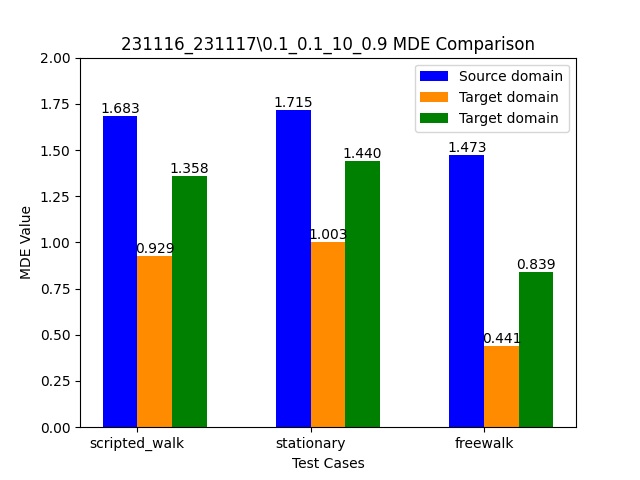 231116_231117\0.1_0.1_10_0.9 MDE Comparison
Source domain
Target domain
Target domain
MDE Value
2.00
1.75
1.50
1.25
1.00
0.75
0.50
0.25
0.00
1.683
0.929
1.358
1.715
1.003
1.440
1.473
0.441
0.839
scripted_walk
stationary
freewalk
Test Cases